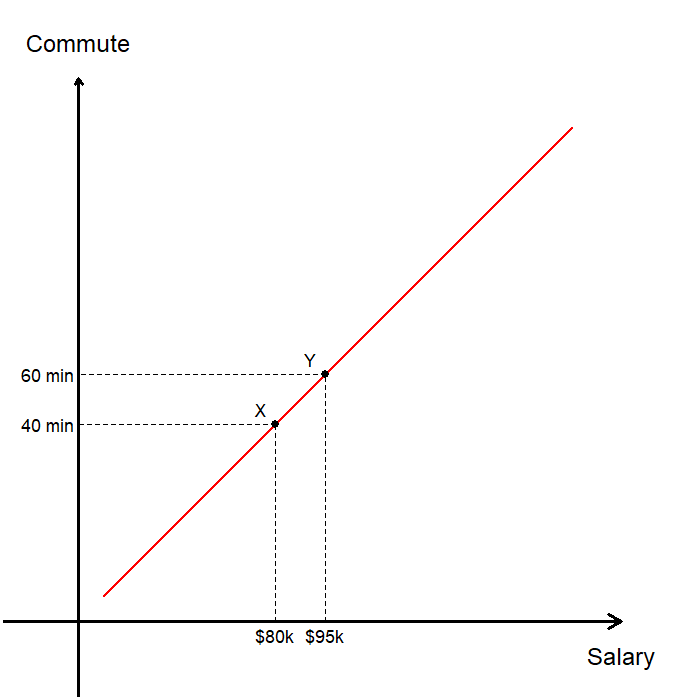 Commute
Y
60 min
X
40 min
$80k $95k
Salary